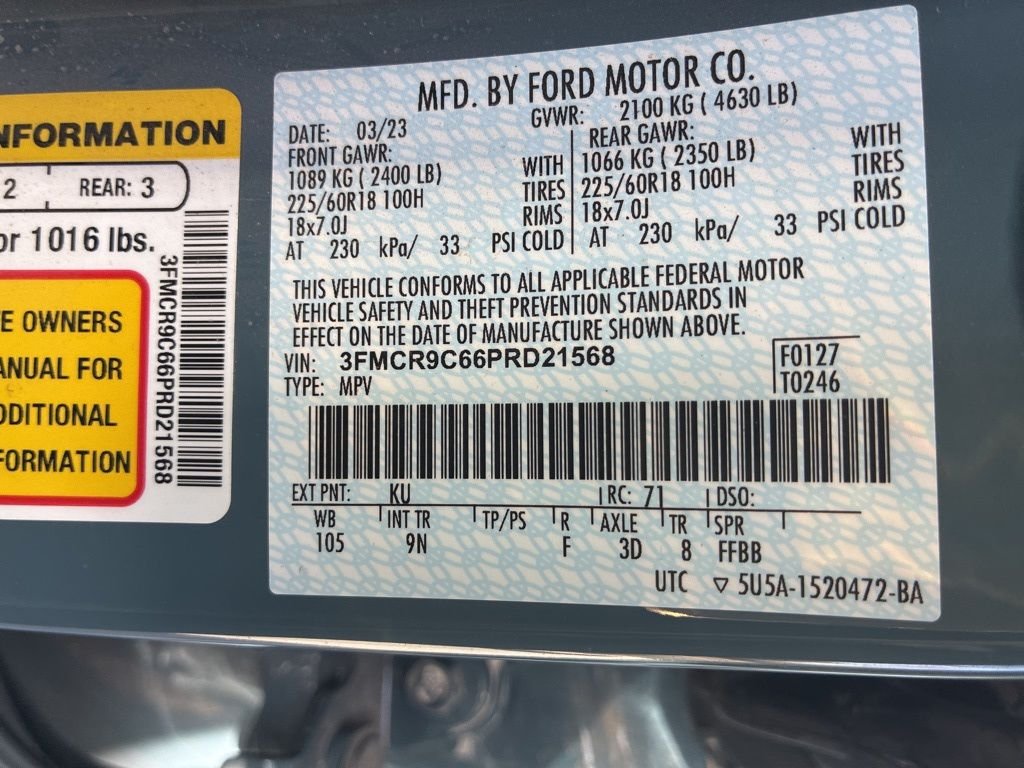 NFORMATION
2 REAR: 3
or 1016 lbs.
E OWNERS
ANUAL FOR
DDITIONAL
FORMATION
3FMCR9C66PRD21568
MFD. BY FORD MOTOR CO.
DATE: 03/23 GVWR: 2100 KG ( 4630 LB)
FRONT GAWR: REAR GAWR:
1089 KG ( 2400 LB) WITH 1066 KG ( 2350 LB) WITH
225/60R18 100H TIRES 225/60R18 100H TIRES
18x7.0J RIMS 18x7.0J RIMS
AT 230 kPa/ 33 PSI COLD AT 230 kPa/ 33 PSI COLD
THIS VEHICLE CONFORMS TO ALL APPLICABLE FEDERAL MOTOR
VEHICLE SAFETY AND THEFT PREVENTION STANDARDS IN
EFFECT ON THE DATE OF MANUFACTURE SHOWN ABOVE.
VIN: 3FMCR9C66PRD21568 F0127
TYPE: MPV T0246
EXT PNT: KU RC: 71 DSO:
WB INT TR TP/PS R AXLE TR SPR
105 9N F 3D 8 FFBB
UTC ▽ 5U5A-1520472-BA